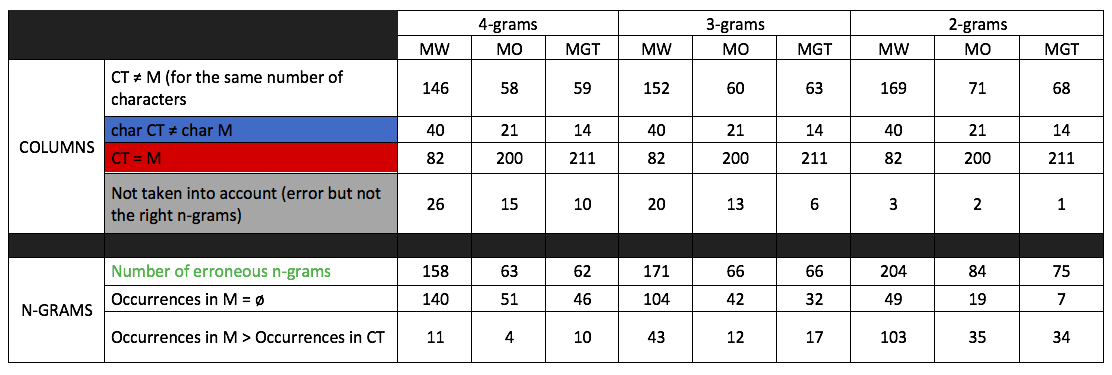 4-grams 3-grams 2-grams
MW MO MGT MW MO MGT MW MO MGT
COLUMNS
CT ≠ M (for the same number of
characters
146 58 59 152 60 63 169 71 68
char CT ≠ char M 40 21 14 40 21 14 40 21 14
CT = M 82 200 211 82 200 211 82 200 211
Not taken into account (error but not
the right n-grams)
26 15 10 20 13 6 3 2 1
N-GRAMS
Number of erroneous n-grams 158 63 62 171 66 66 204 84 75
Occurrences in M = ø 140 51 46 104 42 32 49 19 7
Occurrences in M > Occurrences in CT 11 4 10 43 12 17 103 35 34